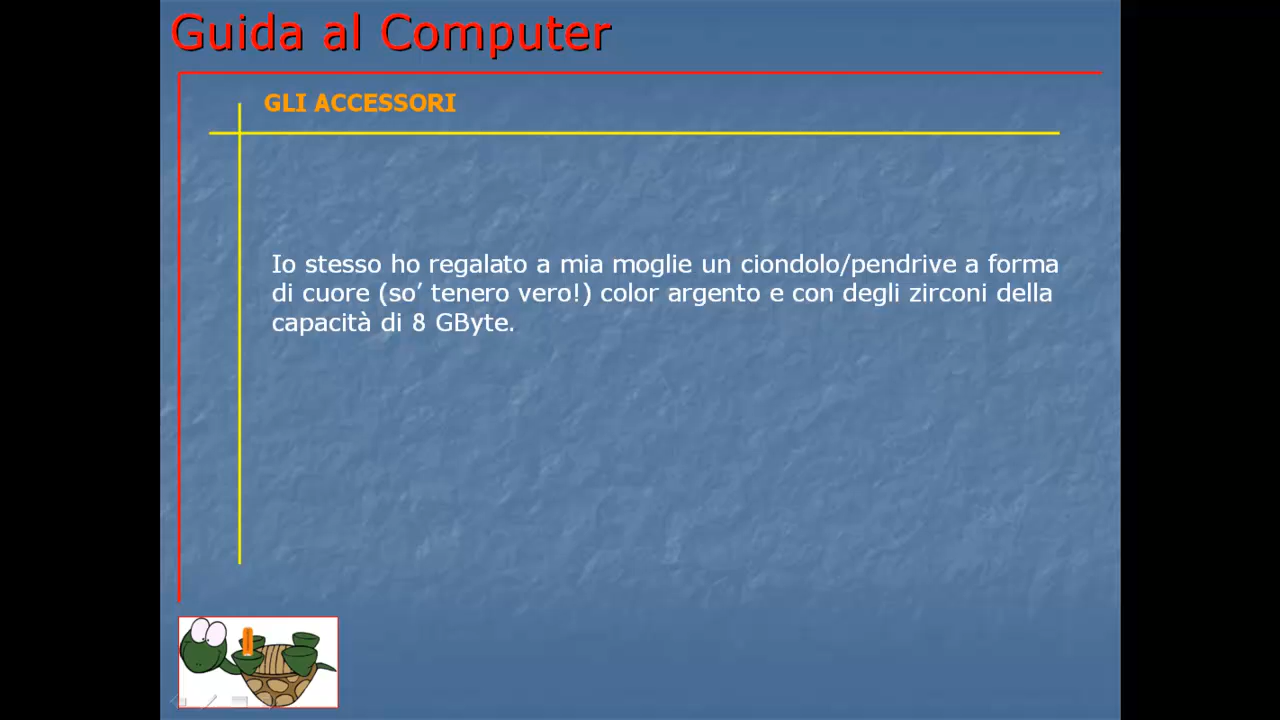 Guida al Computer
GLI ACCESSORI
Io stesso ho regalato a mia moglie un ciondolo/pendrive a forma
di cuore (so’ tenero vero!) color argento e con degli zirconi della
capacità di 8 GByte.